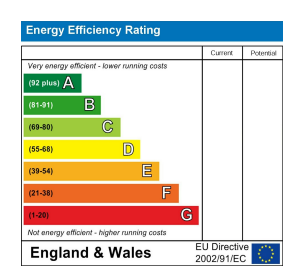 Energy Efficiency Rating
Current Potential
Very energy efficient - lower running costs
(92 plus) A
(81-91) B
(69-80) C
(55-68) D
(39-54) E
(21-38) F
(1-20) G
Not energy efficient - higher running costs
England & Wales
EU Directive
2002/91/EC